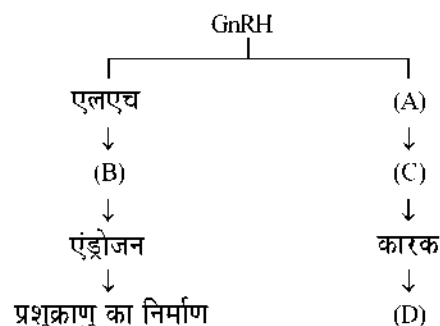 GnRH
एलएच (A)
(B) (C)
एंड्रोजन कारक
प्रशुक्राणु का निर्माण (D)